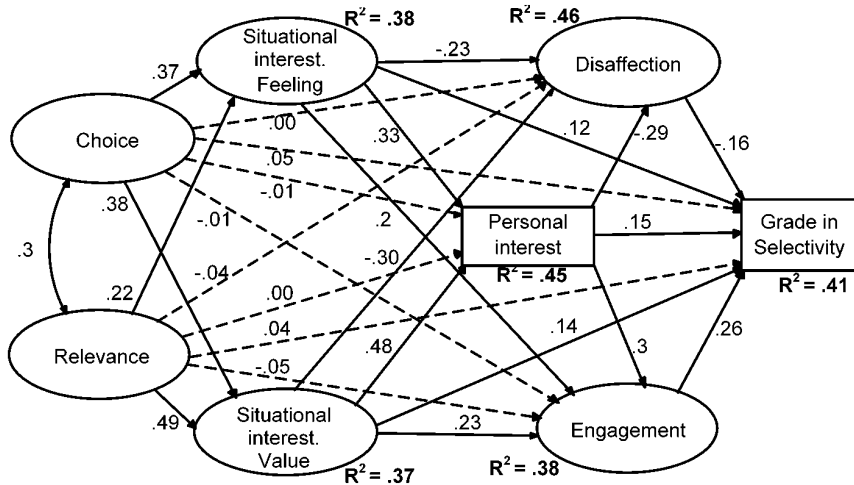 R² = .38
R² = .46
Situational
interest.
Feeling
-.23
Disaffection
.37
.00
.33
.12
Choice
.05
-.29
-.16
-.01
.38
-.01
.2
Personal
interest
.15
Grade in
Selectivity
.3
-.30
R² = .45
-.04
R² = .41
.22
.00
.04
.14
.26
Relevance
.48
.3
-.05
.49
Situational
interest.
Value
.23
Engagement
R² = .37
R² = .38